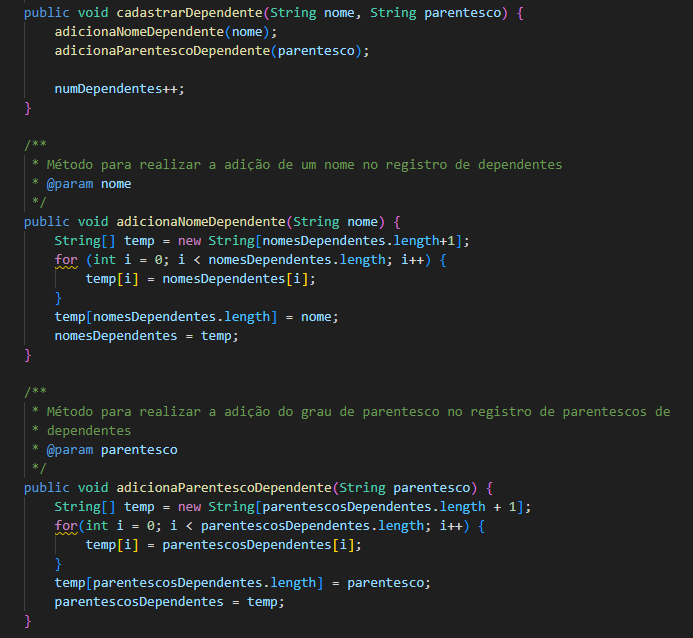 public void cadastrarDependente(String nome, String parentesco) {
    adicionaNomeDependente(nome);
    adicionaParentescoDependente(parentesco);

    numDependentes++;
}

/**
 * Método para realizar a adição de um nome no registro de dependentes
 * @param nome
 */
public void adicionaNomeDependente(String nome) {
    String[] temp = new String[nomesDependentes.length+1];
    for (int i = 0; i < nomesDependentes.length; i++) {
        temp[i] = nomesDependentes[i];
    }
    temp[nomesDependentes.length] = nome;
    nomesDependentes = temp;
}

/**
 * Método para realizar a adição do grau de parentesco no registro de parentescos de
 * dependentes
 * @param parentesco
 */
public void adicionaParentescoDependente(String parentesco) {
    String[] temp = new String[parentescosDependentes.length + 1];
    for(int i = 0; i < parentescosDependentes.length; i++) {
        temp[i] = parentescosDependentes[i];
    }
    temp[parentescosDependentes.length] = parentesco;
    parentescosDependentes = temp;
}